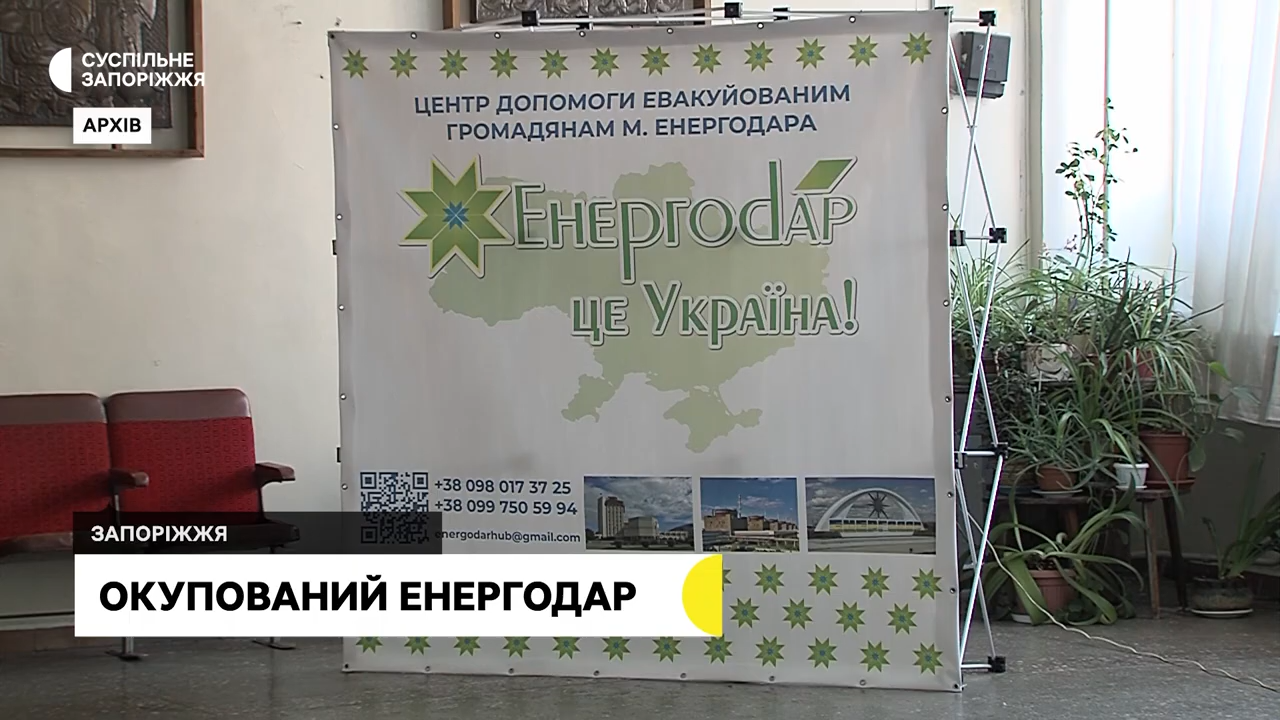 СУСПІЛЬНЕ
ЗАПОРІЖЖЯ
АРХІВ
ЦЕНТР ДОПОМОГИ ЕВАКУЙОВАНИМ
ГРОМАДЯНАМ М. ЕНЕРГОДАРА
ЕНЕРГОДАР
ЦЕ УКРАЇНА!
+38 098 017 37 25
+38 099 750 59 94
energodarhub@gmail.com
ЗАПОРІЖЖЯ
ОКУПОВАНИЙ ЕНЕРГОДАР